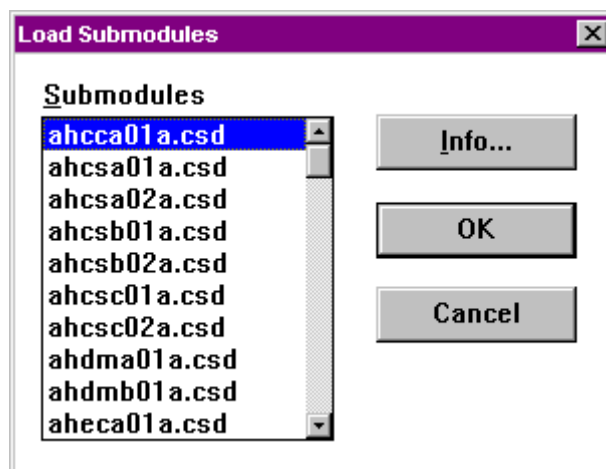 Load Submodules
Submodules
ahcca01a.csd
ahcsa01a.csd
ahcsa02a.csd
ahcsb01a.csd
ahcsb02a.csd
ahcsc01a.csd
ahcsc02a.csd
ahdma01a.csd
ahdmb01a.csd
aheca01a.csd
Info...
OK
Cancel